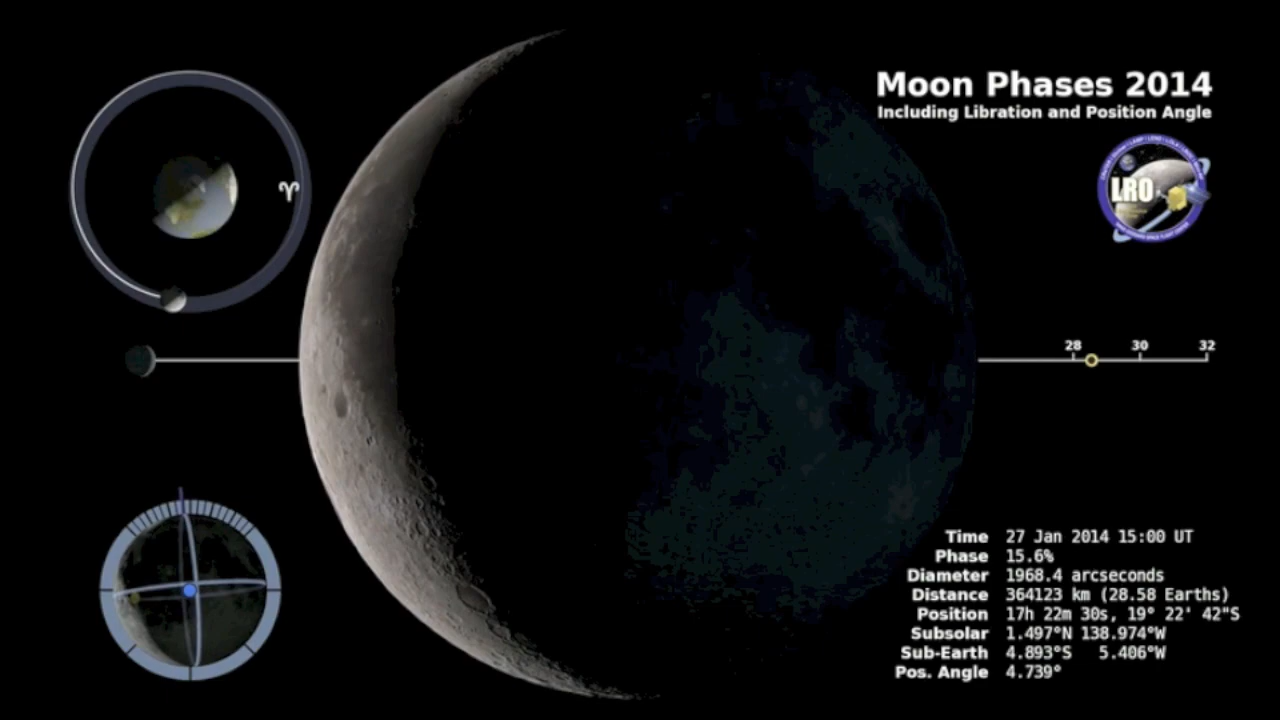 Moon Phases 2014
Including Libration and Position Angle
LRO
♈
28 30 32
Time 27 Jan 2014 15:00 UT
Phase 15.6%
Diameter 1968.4 arcseconds
Distance 364123 km (28.58 Earths)
Position 17h 22m 30s, 19° 22' 42"S
Subsolar 1.497°N 138.974°W
Sub-Earth 4.893°S 5.406°W
Pos. Angle 4.739°